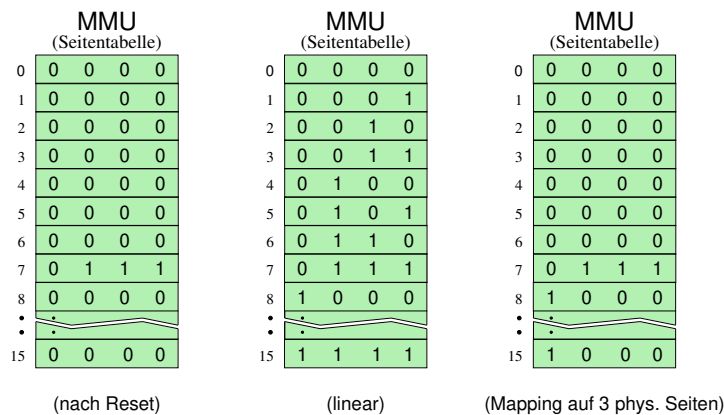 MMU MMU MMU
(Seitentabelle) (Seitentabelle) (Seitentabelle)
0 0 0 0 0 0 0 0 0 0 0 0 0 0 0
1 0 0 0 0 1 0 0 0 1 1 0 0 0 0
2 0 0 0 0 2 0 0 1 0 2 0 0 0 0
3 0 0 0 0 3 0 0 1 1 3 0 0 0 0
4 0 0 0 0 4 0 1 0 0 4 0 0 0 0
5 0 0 0 0 5 0 1 0 1 5 0 0 0 0
6 0 0 0 0 6 0 1 1 0 6 0 0 0 0
7 0 1 1 1 7 0 1 1 1 7 0 1 1 1
8 0 0 0 0 8 1 0 0 0 8 1 0 0 0
15 0 0 0 0 15 1 1 1 1 15 1 0 0 0
(nach Reset) (linear) (Mapping auf 3 phys. Seiten)